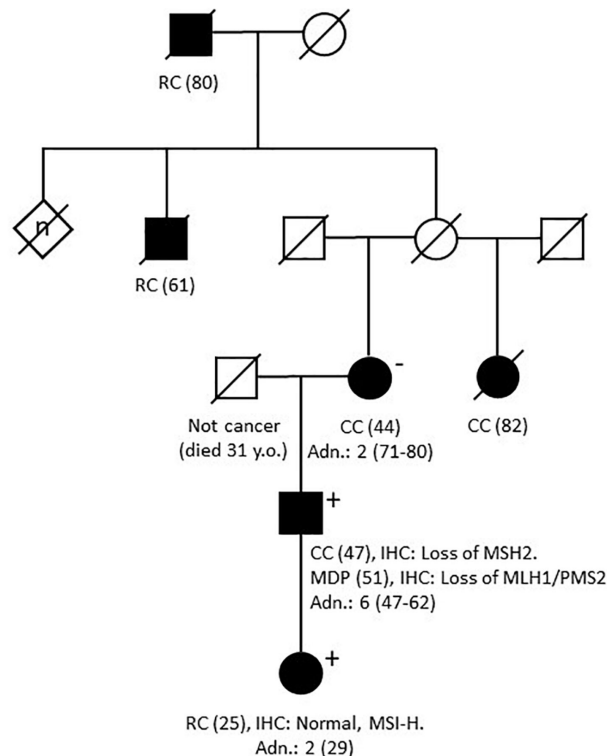 RC (80)
n
RC (61)
-
Not cancer
(died 31 y.o.)
CC (44)
Adn.: 2 (71-80)
CC (82)
+
CC (47), IHC: Loss of MSH2.
MDP (51), IHC: Loss of MLH1/PMS2
Adn.: 6 (47-62)
+
RC (25), IHC: Normal, MSI-H.
Adn.: 2 (29)